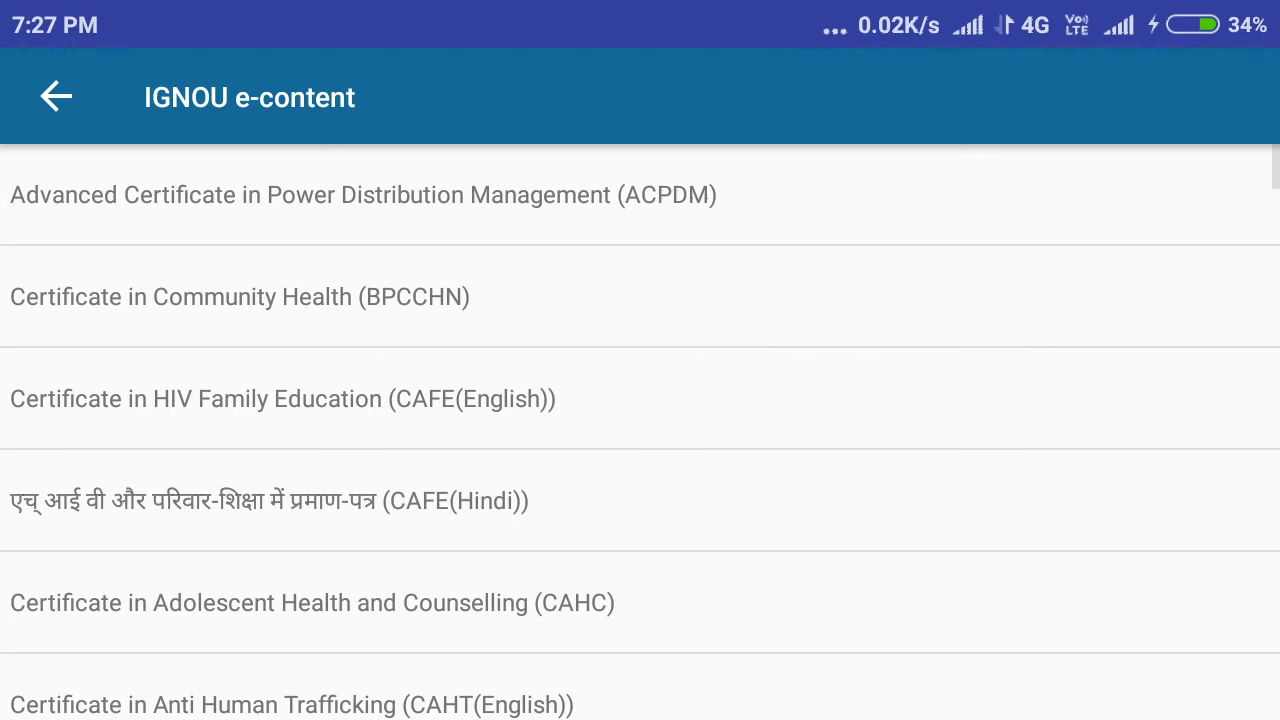 7:27 PM ... 0.02K/s 4G VoLTE 34%
IGNOU e-content
Advanced Certificate in Power Distribution Management (ACPDM)
Certificate in Community Health (BPCCHN)
Certificate in HIV Family Education (CAFE(English))
एच् आई वी और परिवार-शिक्षा में प्रमाण-पत्र (CAFE(Hindi))
Certificate in Adolescent Health and Counselling (CAHC)
Certificate in Anti Human Trafficking (CAHT(English))